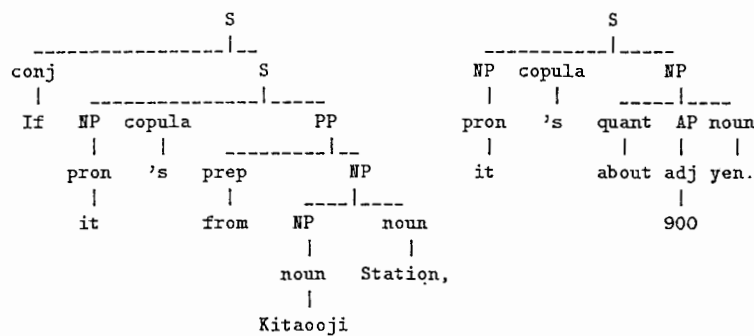 S S
conj S NP copula NP
If NP copula PP pron 's quant AP noun
pron 's prep NP it about adj yen.
it from NP noun 900
noun Station,
Kitaooji